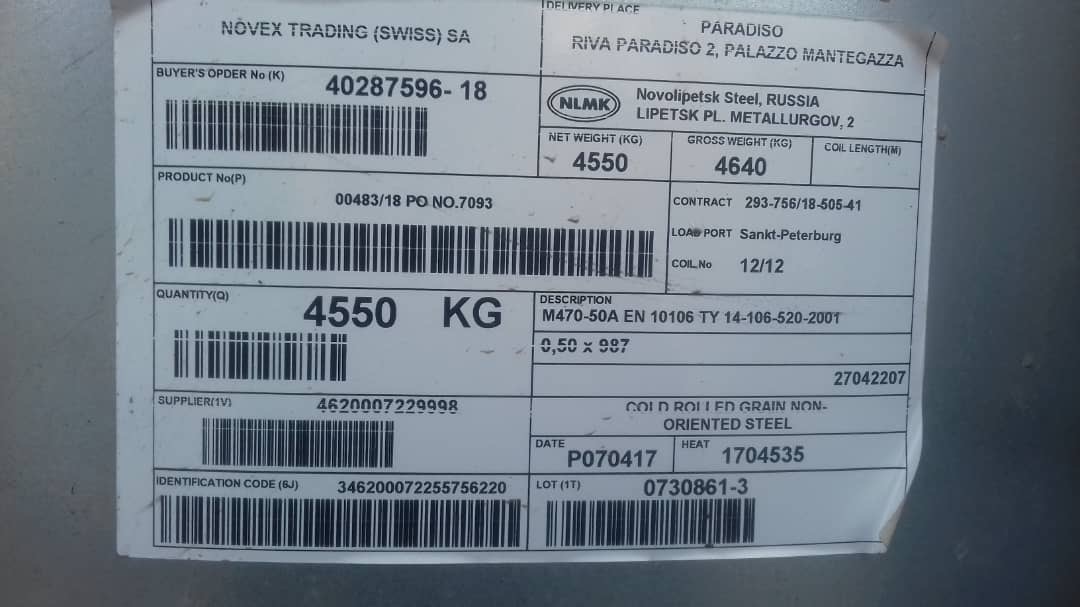 NOVEX TRADING (SWISS) SA
DELIVERY PLACE
PARADISO
RIVA PARADISO 2, PALAZZO MANTEGAZZA
BUYER'S OPDER No (K)
40287596- 18
NLMK
Novolipetsk Steel, RUSSIA
LIPETSK PL. METALLURGOV, 2
NET WEIGHT (KG)
4550
GROSS WEIGHT (KG)
4640
COIL LENGTH(M)
PRODUCT No(P)
00483/18 PO NO.7093
CONTRACT 293-756/18-505-41
LOAD PORT Sankt-Peterburg
COIL.No 12/12
QUANTITY(Q)
4550 KG
DESCRIPTION
M470-50A EN 10106 TY 14-106-520-2001
0,50 x 987
27042207
SUPPLIER(1V)
4620007229998
COLD ROLLED GRAIN NON-
ORIENTED STEEL
DATE
P070417
HEAT
1704535
IDENTIFICATION CODE (6J)
346200072255756220
LOT (1T)
0730861-3